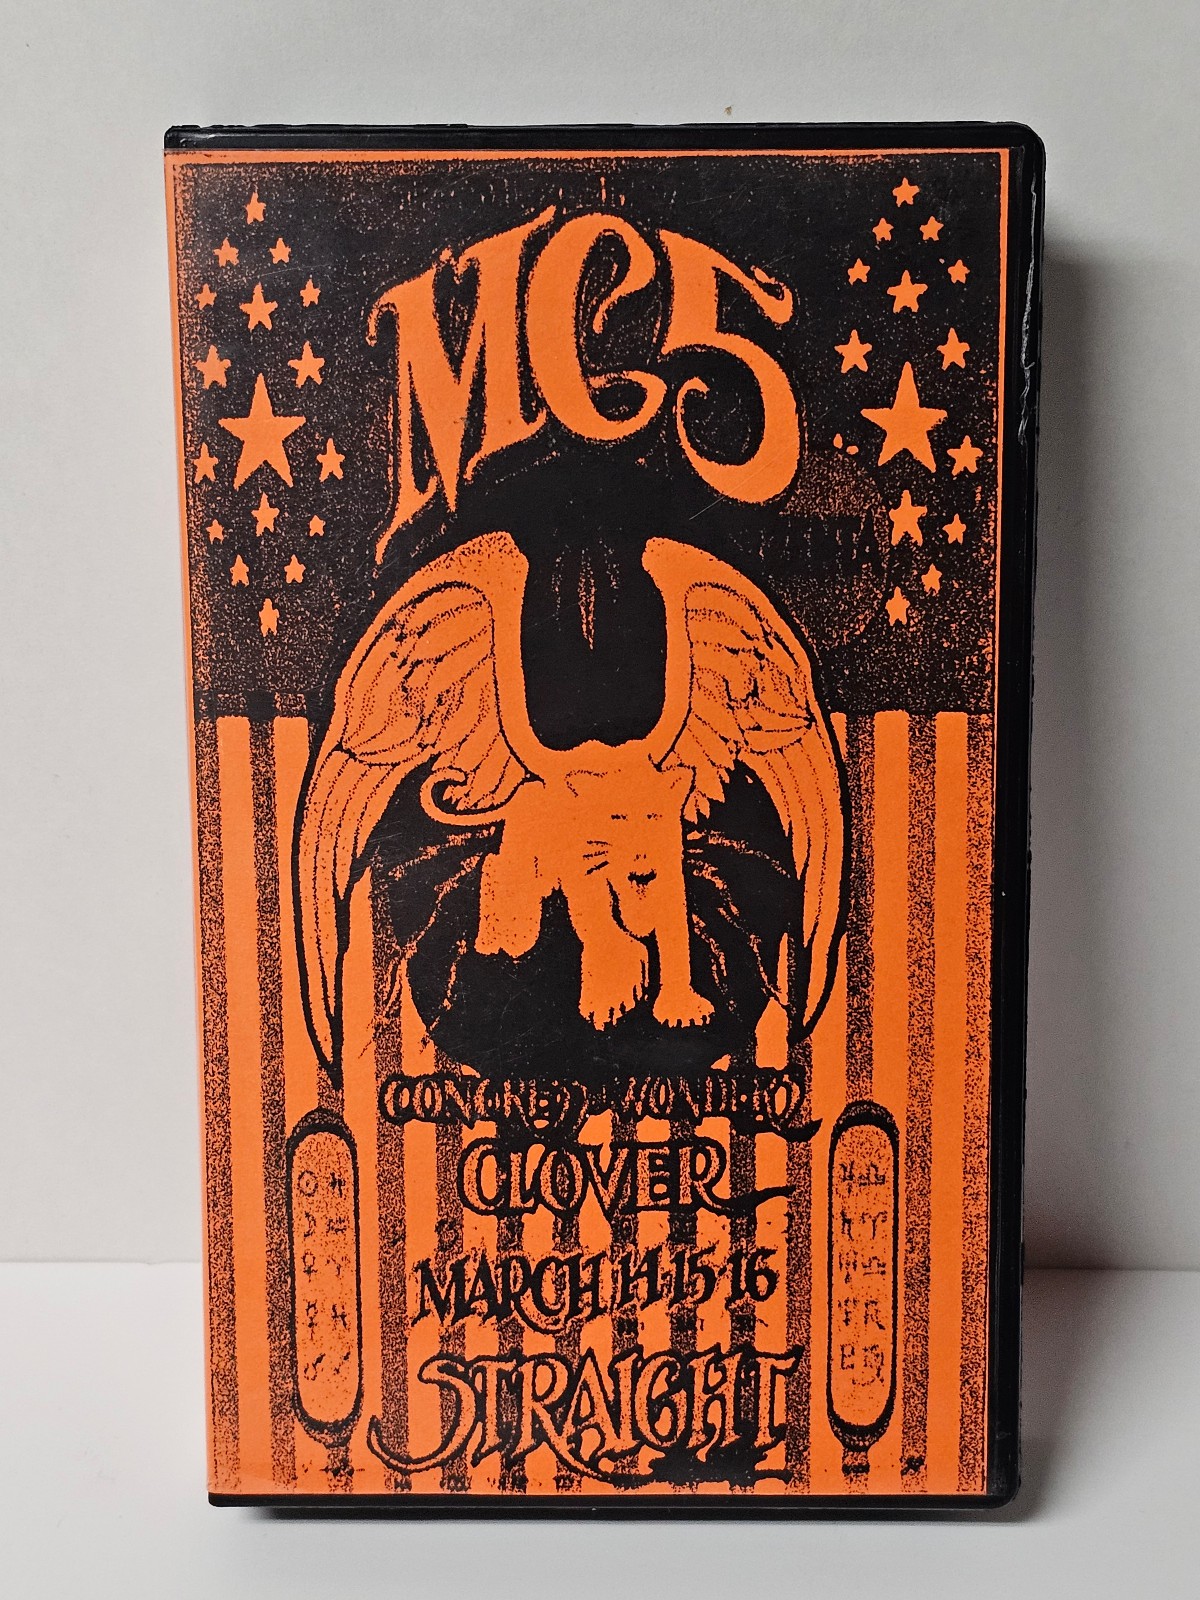 MC5
CONGRESS OF WONDERS
CLOVER
MARCH 14·15·16
STRAIGHT